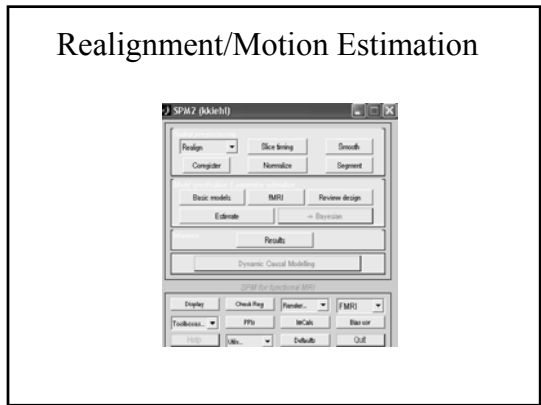 Realignment/Motion Estimation
SPM2 (kkiehl)
Realign Slice timing Smooth
Coregister Normalize Segment
Basic models fMRI Review design
Estimate -> Bayesian
Results
Dynamic Causal Modelling
SPM for functional MRI
Display Check Reg Render... FMRI
Toolboxes... PPIs ImCalc Bias cor
Help Utils... Defaults Quit